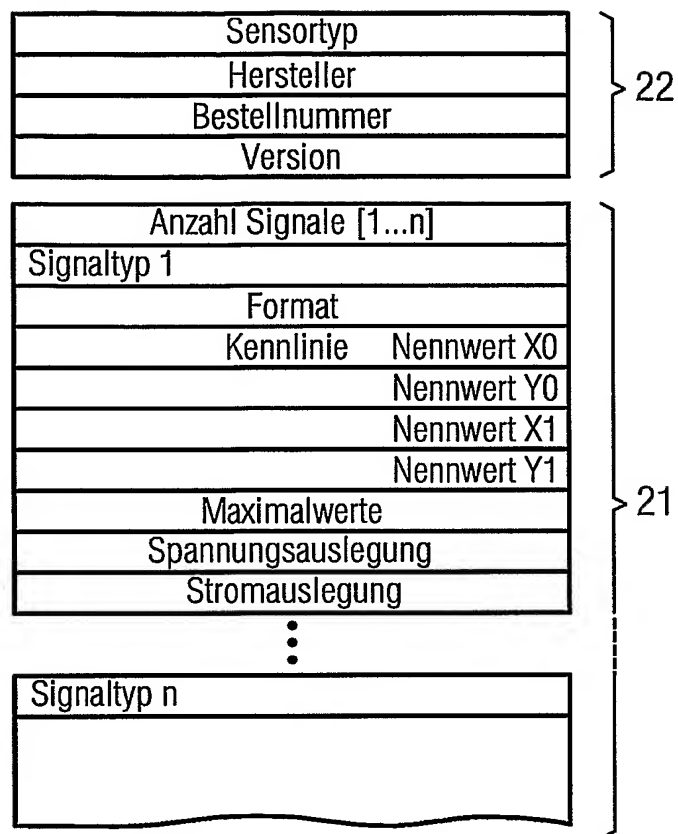 Sensortyp
Hersteller
Bestellnummer
Version
22
Anzahl Signale [1...n]
Signaltyp 1
Format
Kennlinie Nennwert X0
Nennwert Y0
Nennwert X1
Nennwert Y1
Maximalwerte
Spannungsauslegung
Stromauslegung
21
Signaltyp n